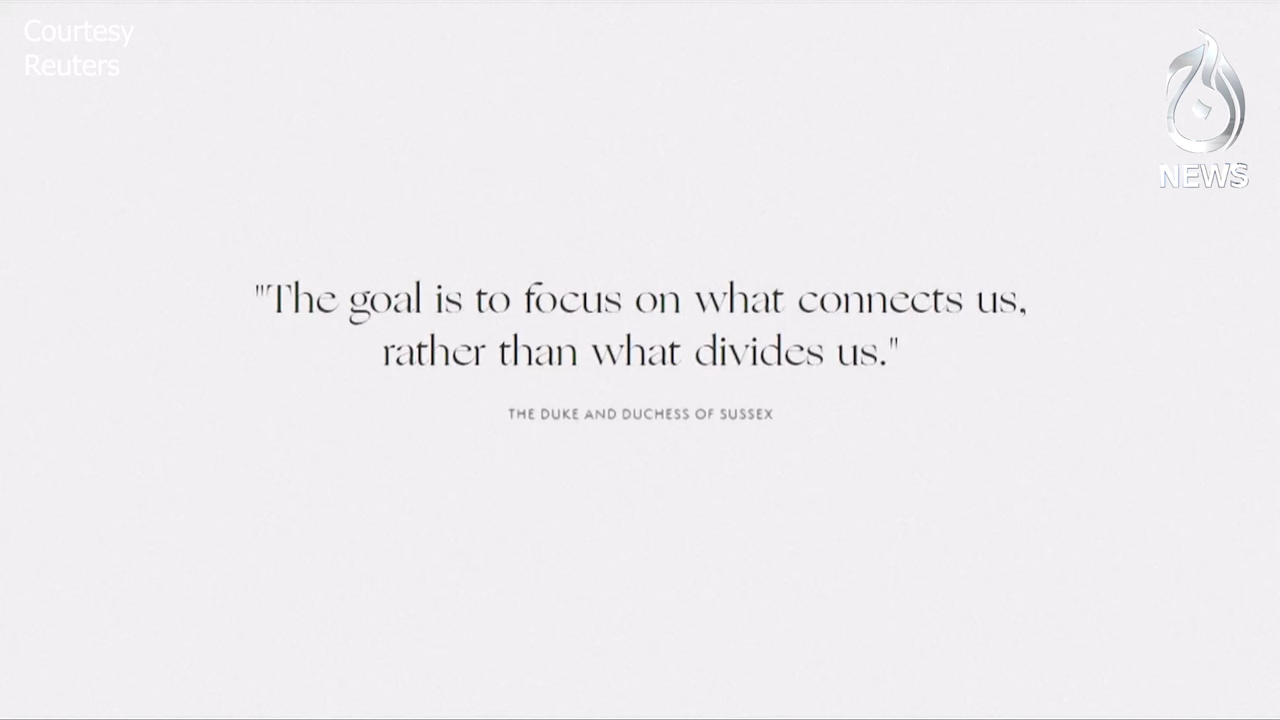 Courtesy
Reuters
آج
NEWS
"The goal is to focus on what connects us,
rather than what divides us."
THE DUKE AND DUCHESS OF SUSSEX